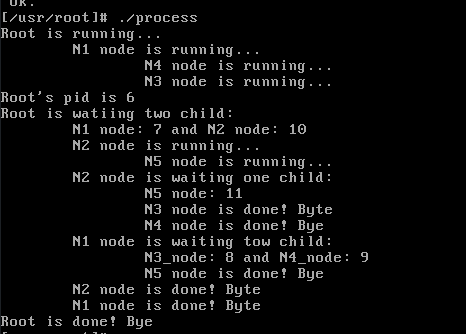 Ok.
[/usr/root]# ./process
Root is running...
N1 node is running...
N4 node is running...
N3 node is running...
Root's pid is 6
Root is watiing two child:
N1 node: 7 and N2 node: 10
N2 node is running...
N5 node is running...
N2 node is waiting one child:
N5 node: 11
N3 node is done! Byte
N4 node is done! Bye
N1 node is waiting tow child:
N3_node: 8 and N4_node: 9
N5 node is done! Bye
N2 node is done! Byte
N1 node is done! Byte
Root is done! Bye